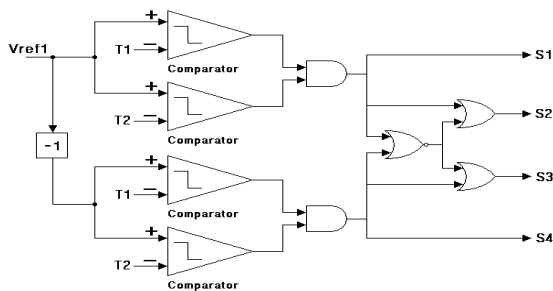 +
T1 −
Comparator
S1
Vref1
+
T2 −
Comparator
S2
-1
+
T1 −
Comparator
S3
+
T2 −
Comparator
S4